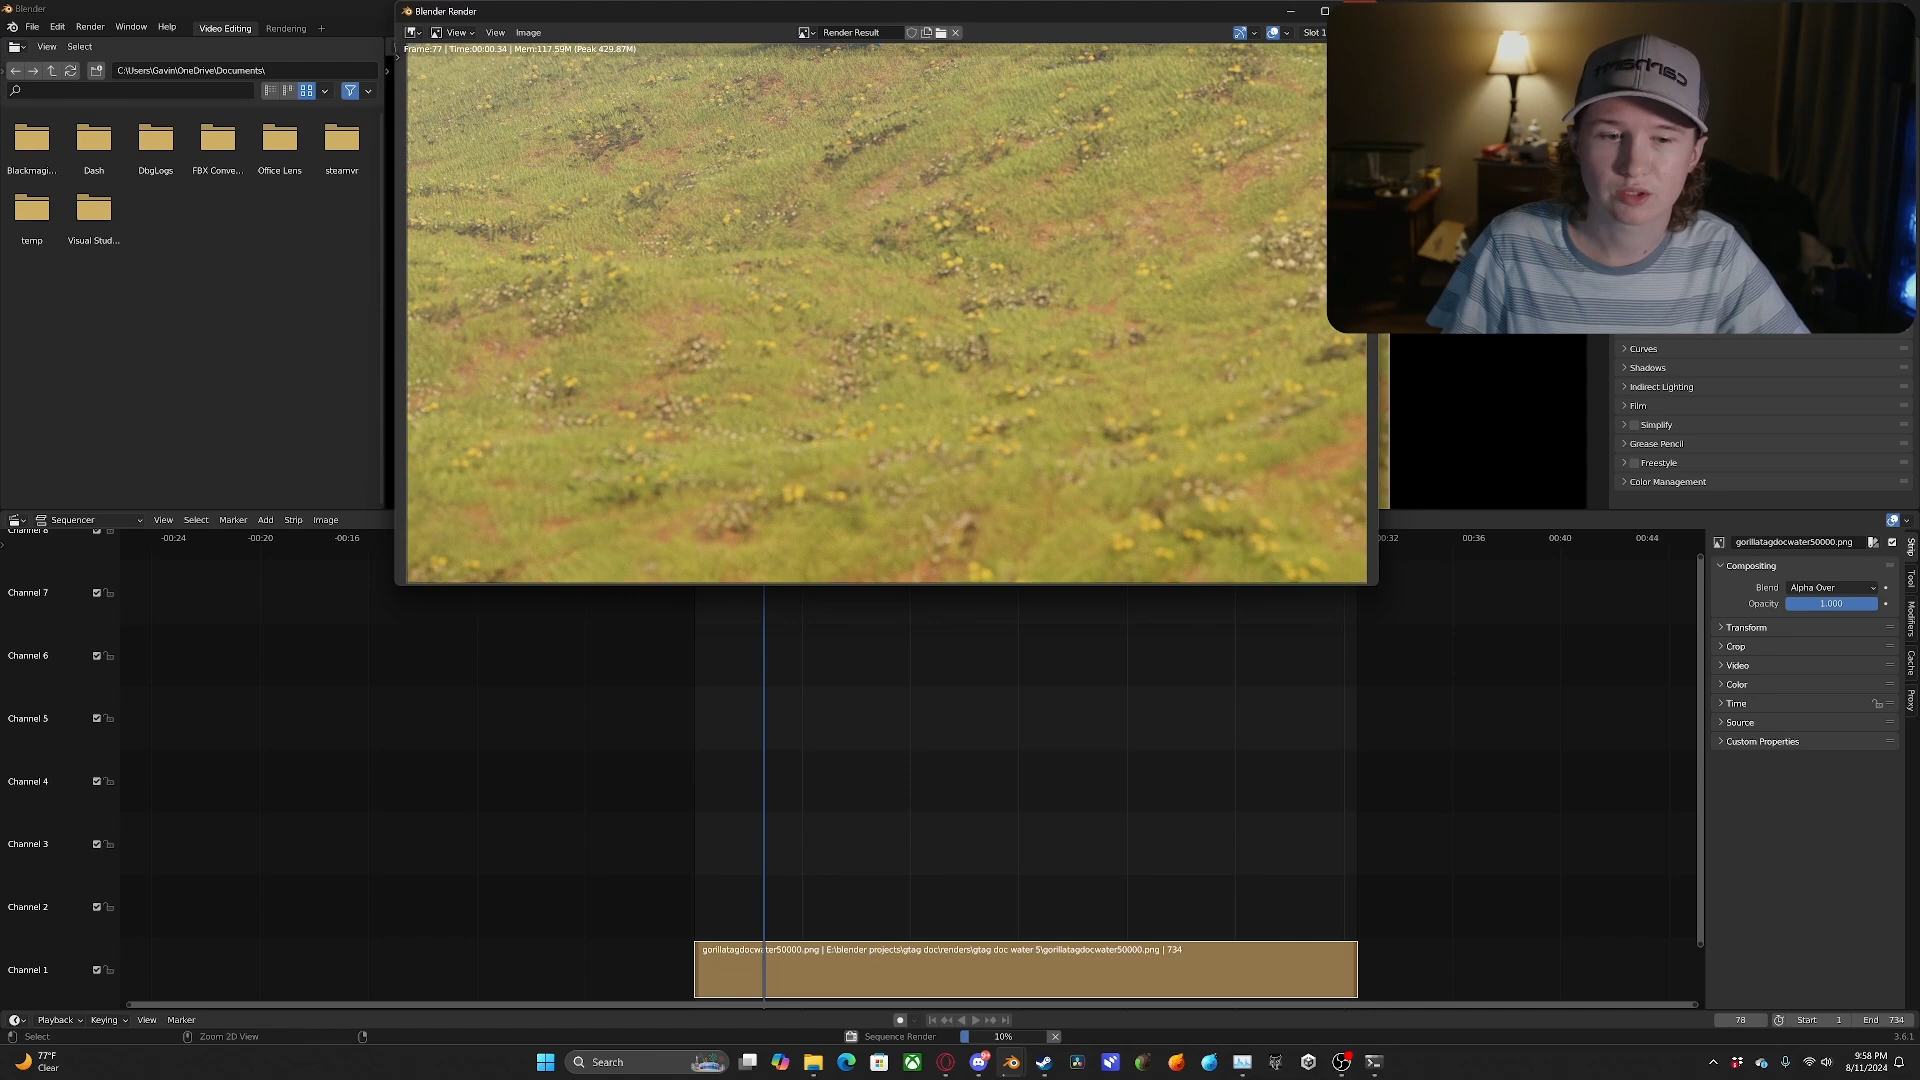 Blender
File Edit Render Window Help Video Editing Rendering +
View Select
C:\Users\Gavin\OneDrive\Documents\
Blackmagi... Dash DbgLogs FBX Conve... Office Lens steamvr
temp Visual Stud...
Blender Render
View View Image Render Result Slot 1
Frame:77 | Time:00:00.34 | Mem:117.59M (Peak 429.87M)
carhartt
Curves
Shadows
Indirect Lighting
Film
Simplify
Grease Pencil
Freestyle
Color Management
Sequencer View Select Marker Add Strip Image
-00:24 -00:20 -00:16 00:32 00:36 00:40 00:44
Channel 8
Channel 7
Channel 6
Channel 5
Channel 4
Channel 3
Channel 2
Channel 1
gorillatagdocwater50000.png | E:\blender projects\gtag doc\renders\gtag doc water 5\gorillatagdocwater50000.png | 734
gorillatagdocwater50000.png
Compositing
Blend Alpha Over
Opacity 1.000
Transform
Crop
Video
Color
Time
Source
Custom Properties
Strip
Tool
Modifiers
Cache
Proxy
Playback Keying View Marker 78 Start 1 End 734
Select Zoom 2D View Sequence Render 10% 3.6.1
77°F
Clear
Search
9:58 PM
8/11/2024